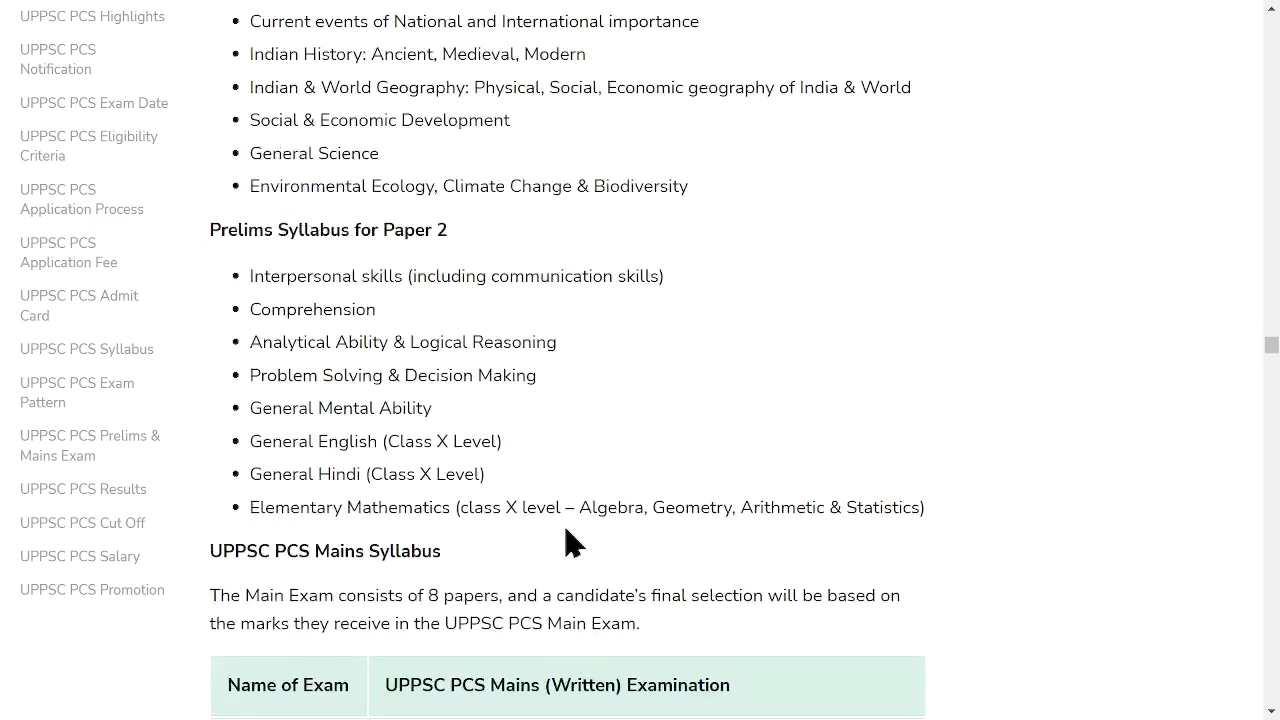 UPPSC PCS Highlights
UPPSC PCS
Notification
UPPSC PCS Exam Date
UPPSC PCS Eligibility
Criteria
UPPSC PCS
Application Process
UPPSC PCS
Application Fee
UPPSC PCS Admit
Card
UPPSC PCS Syllabus
UPPSC PCS Exam
Pattern
UPPSC PCS Prelims &
Mains Exam
UPPSC PCS Results
UPPSC PCS Cut Off
UPPSC PCS Salary
UPPSC PCS Promotion
• Current events of National and International importance
• Indian History: Ancient, Medieval, Modern
• Indian & World Geography: Physical, Social, Economic geography of India & World
• Social & Economic Development
• General Science
• Environmental Ecology, Climate Change & Biodiversity
Prelims Syllabus for Paper 2
• Interpersonal skills (including communication skills)
• Comprehension
• Analytical Ability & Logical Reasoning
• Problem Solving & Decision Making
• General Mental Ability
• General English (Class X Level)
• General Hindi (Class X Level)
• Elementary Mathematics (class X level – Algebra, Geometry, Arithmetic & Statistics)
UPPSC PCS Mains Syllabus
The Main Exam consists of 8 papers, and a candidate’s final selection will be based on
the marks they receive in the UPPSC PCS Main Exam.
Name of Exam UPPSC PCS Mains (Written) Examination